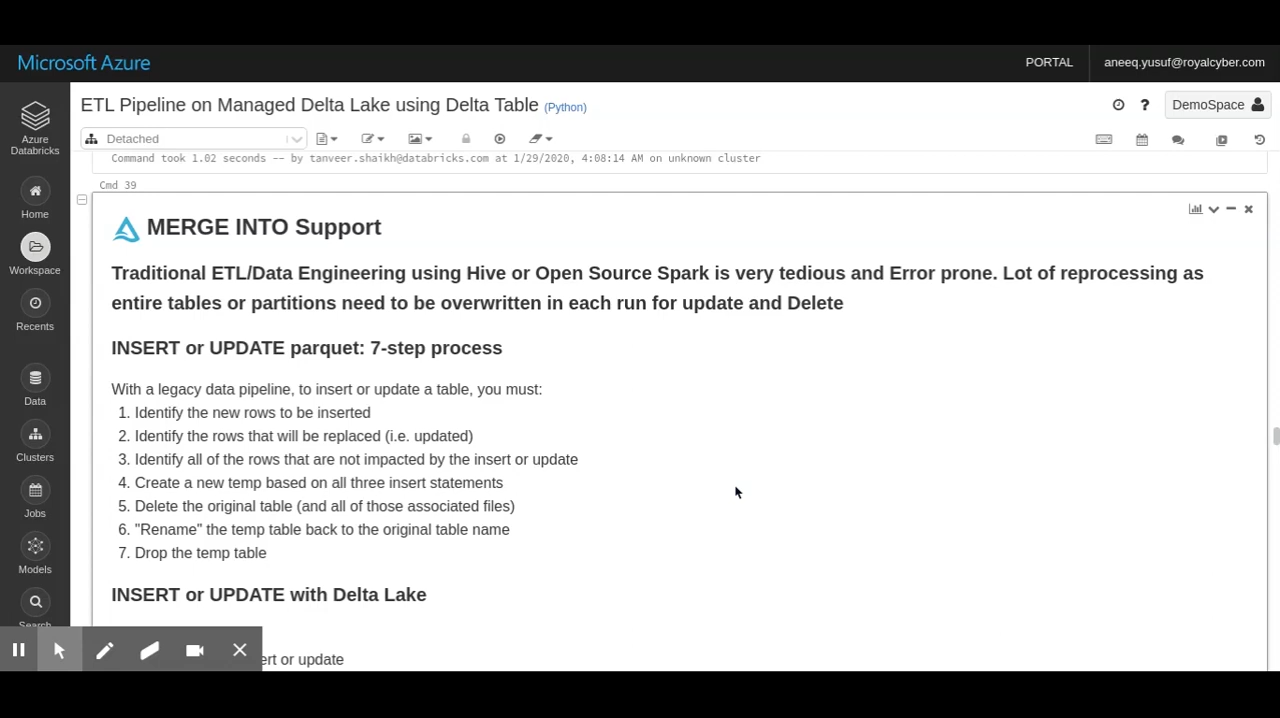 Microsoft Azure
PORTAL
aneeq.yusuf@royalcyber.com
ETL Pipeline on Managed Delta Lake using Delta Table (Python)
DemoSpace
Detached
Azure
Databricks
Home
Workspace
Recents
Data
Clusters
Jobs
Models
Search
Command took 1.02 seconds -- by tanveer.shaikh@databricks.com at 1/29/2020, 4:08:14 AM on unknown cluster
Cmd 39
MERGE INTO Support
Traditional ETL/Data Engineering using Hive or Open Source Spark is very tedious and Error prone. Lot of reprocessing as
entire tables or partitions need to be overwritten in each run for update and Delete
INSERT or UPDATE parquet: 7-step process
With a legacy data pipeline, to insert or update a table, you must:
1. Identify the new rows to be inserted
2. Identify the rows that will be replaced (i.e. updated)
3. Identify all of the rows that are not impacted by the insert or update
4. Create a new temp based on all three insert statements
5. Delete the original table (and all of those associated files)
6. "Rename" the temp table back to the original table name
7. Drop the temp table
INSERT or UPDATE with Delta Lake
or update